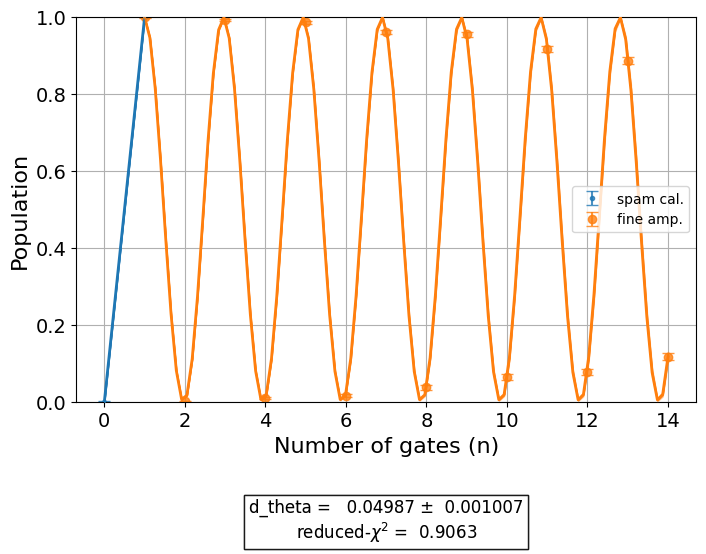 1.0
0.8
0.6
0.4
0.2
0.0
Population
spam cal.
fine amp.
0 2 4 6 8 10 12 14
Number of gates (n)
d_theta = 0.04987 ± 0.001007
reduced-χ² = 0.9063